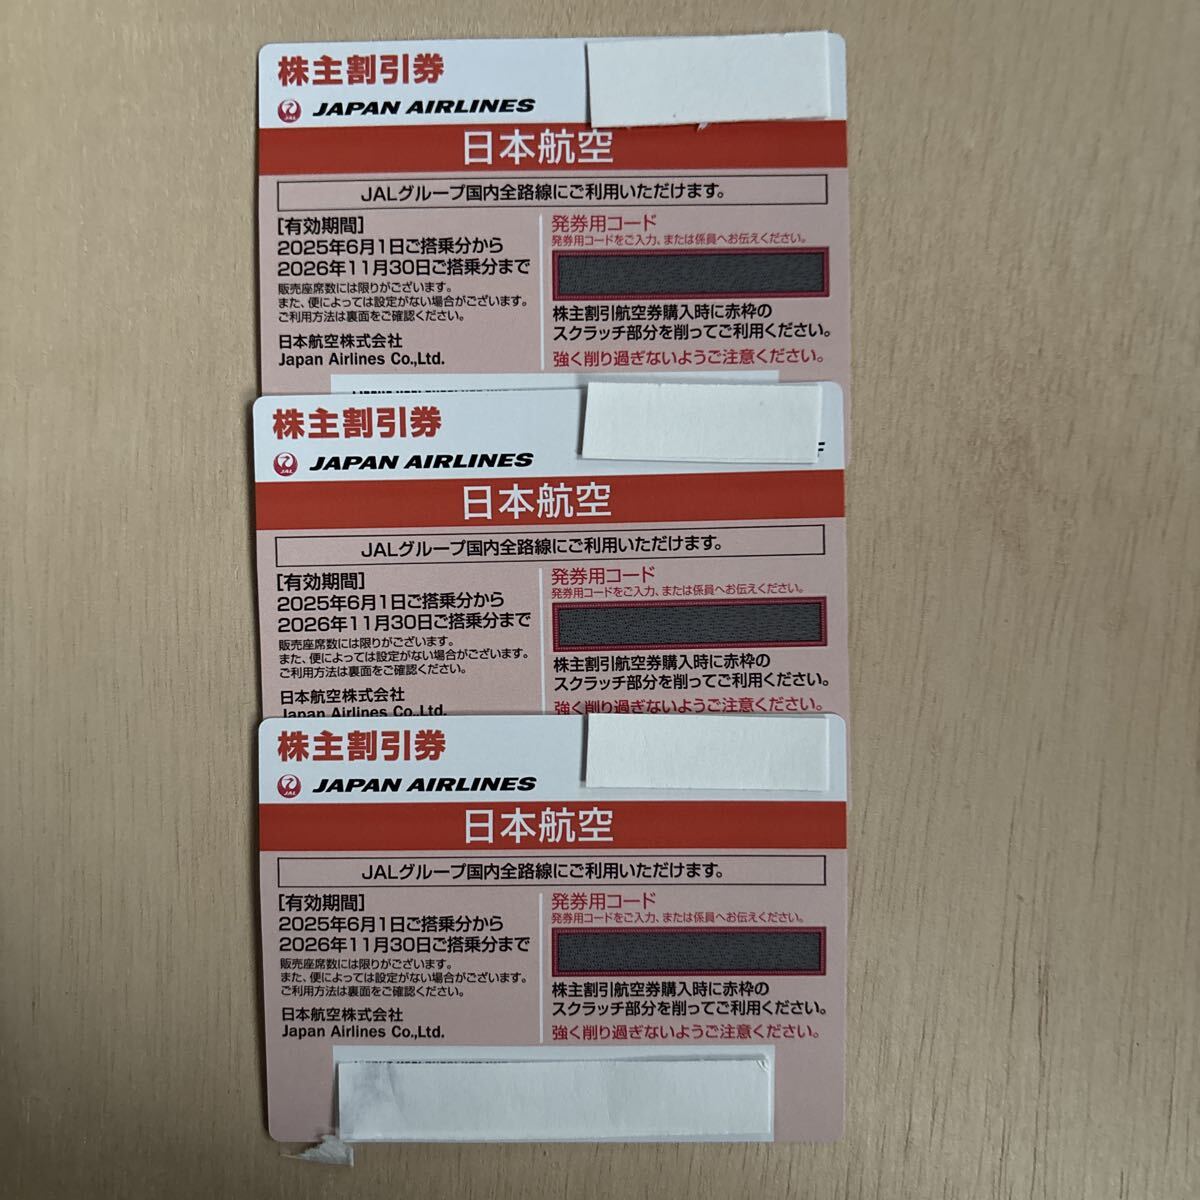 株主割引券
JAL JAPAN AIRLINES
日本航空
JALグループ国内全路線にご利用いただけます。
[有効期間]
2025年6月1日ご搭乗分から
2026年11月30日ご搭乗分まで
販売座席数には限りがございます。
また、便によっては設定がない場合がございます。
ご利用方法は裏面をご確認ください。
日本航空株式会社
Japan Airlines Co.,Ltd.
発券用コード
発券用コードをご入力、または係員へお伝えください。
株主割引航空券購入時に赤枠の
スクラッチ部分を削ってご利用ください。
強く削り過ぎないようご注意ください。
株主割引券
JAL JAPAN AIRLINES
日本航空
JALグループ国内全路線にご利用いただけます。
[有効期間]
2025年6月1日ご搭乗分から
2026年11月30日ご搭乗分まで
販売座席数には限りがございます。
また、便によっては設定がない場合がございます。
ご利用方法は裏面をご確認ください。
日本航空株式会社
Japan Airlines Co.,Ltd.
発券用コード
発券用コードをご入力、または係員へお伝えください。
株主割引航空券購入時に赤枠の
スクラッチ部分を削ってご利用ください。
強く削り過ぎないようご注意ください。
株主割引券
JAL JAPAN AIRLINES
日本航空
JALグループ国内全路線にご利用いただけます。
[有効期間]
2025年6月1日ご搭乗分から
2026年11月30日ご搭乗分まで
販売座席数には限りがございます。
また、便によっては設定がない場合がございます。
ご利用方法は裏面をご確認ください。
日本航空株式会社
Japan Airlines Co.,Ltd.
発券用コード
発券用コードをご入力、または係員へお伝えください。
株主割引航空券購入時に赤枠の
スクラッチ部分を削ってご利用ください。
強く削り過ぎないようご注意ください。